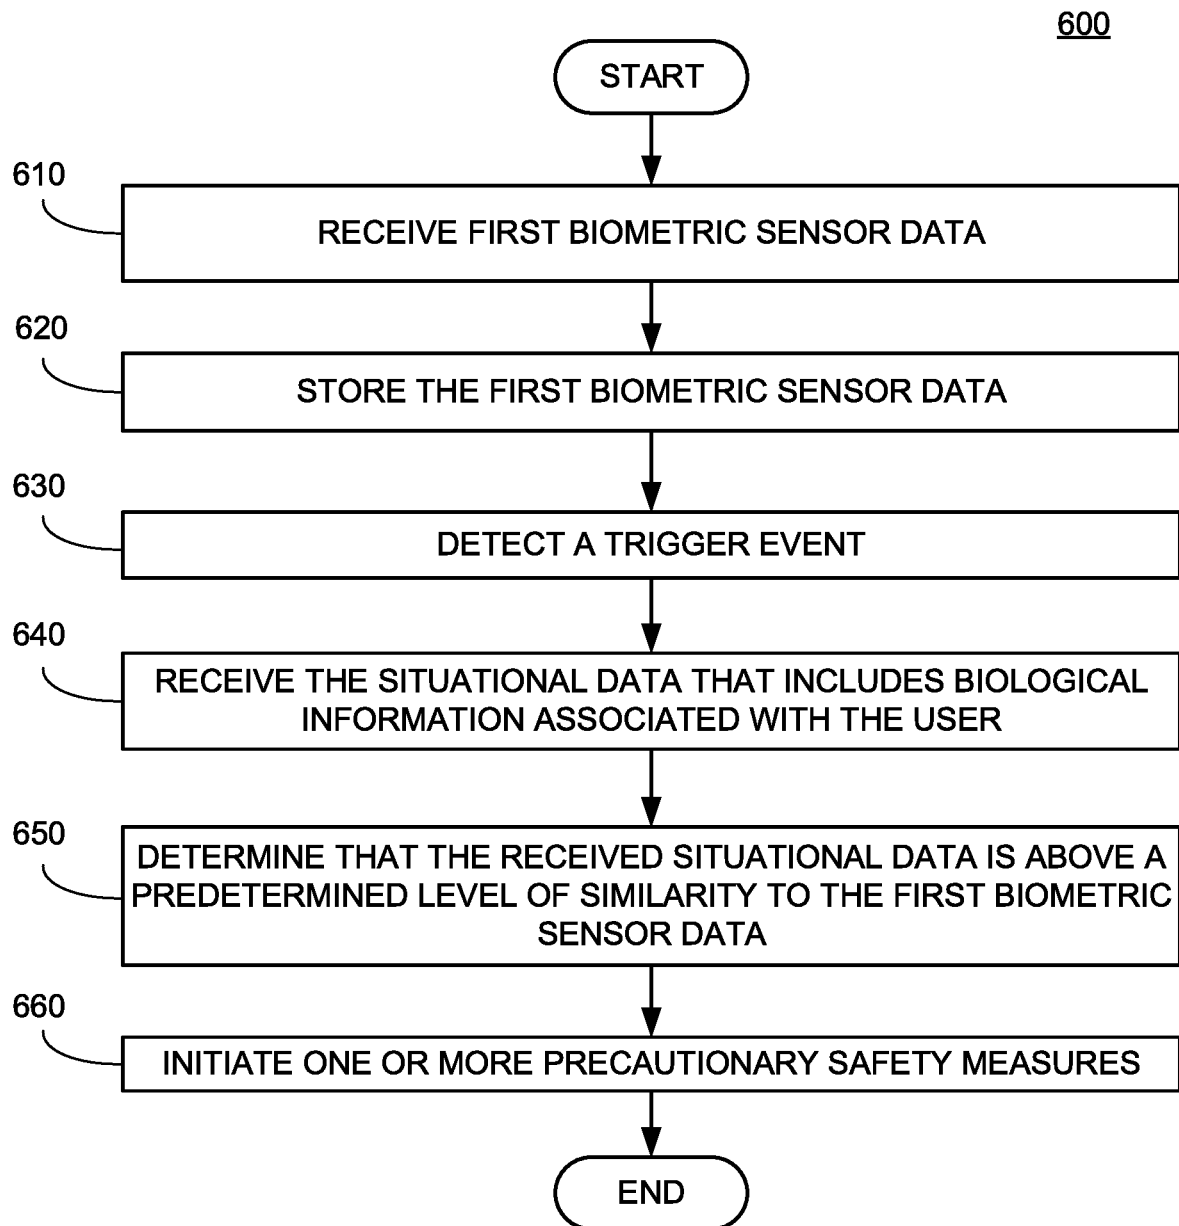 600
START
610
RECEIVE FIRST BIOMETRIC SENSOR DATA
620
STORE THE FIRST BIOMETRIC SENSOR DATA
630
DETECT A TRIGGER EVENT
640
RECEIVE THE SITUATIONAL DATA THAT INCLUDES BIOLOGICAL
INFORMATION ASSOCIATED WITH THE USER
650
DETERMINE THAT THE RECEIVED SITUATIONAL DATA IS ABOVE A
PREDETERMINED LEVEL OF SIMILARITY TO THE FIRST BIOMETRIC
SENSOR DATA
660
INITIATE ONE OR MORE PRECAUTIONARY SAFETY MEASURES
END